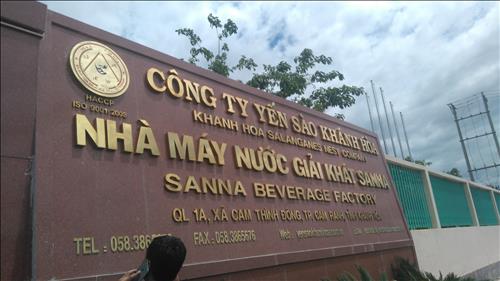 HACCP
ISO 9001:2008
CÔNG TY YẾN SÀO KHÁNH HÒA
KHANH HOA SALANGANES NEST COMPANY
NHÀ MÁY NƯỚC GIẢI KHÁT SANNA
SANNA BEVERAGE FACTORY
QL 1A, XÃ CAM THỊNH ĐÔNG, TP. CAM RANH, TỈNH KHÁNH HÒA
TEL : 058.3865 FAX : 058.3865676